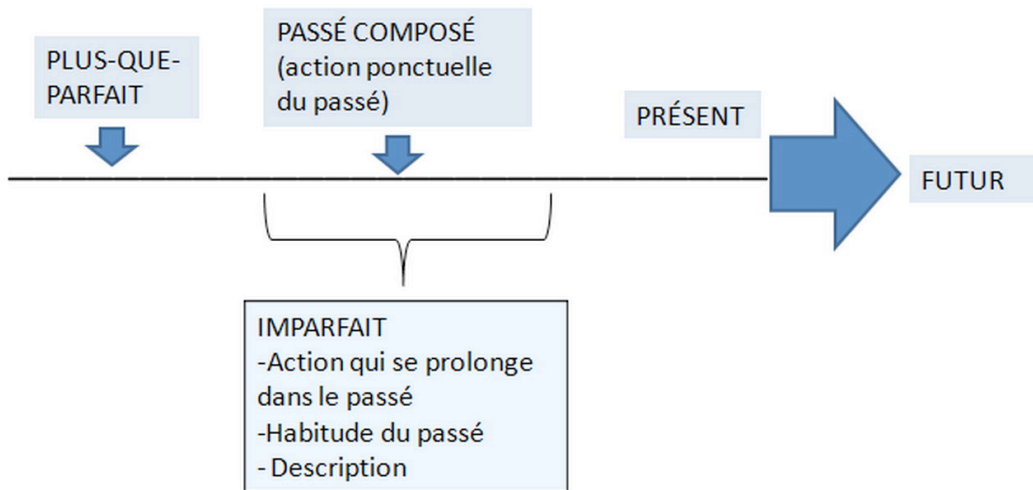 PLUS-QUE-
PARFAIT
PASSÉ COMPOSÉ
(action ponctuelle
du passé)
PRÉSENT
FUTUR
IMPARFAIT
-Action qui se prolonge
dans le passé
-Habitude du passé
- Description